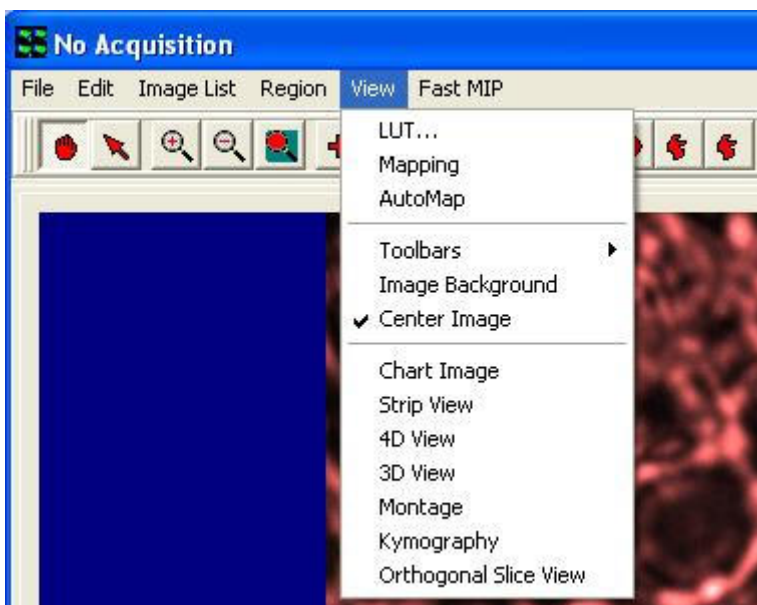 No Acquisition
File Edit Image List Region View Fast MIP
LUT...
Mapping
AutoMap
Toolbars
Image Background
Center Image
Chart Image
Strip View
4D View
3D View
Montage
Kymography
Orthogonal Slice View